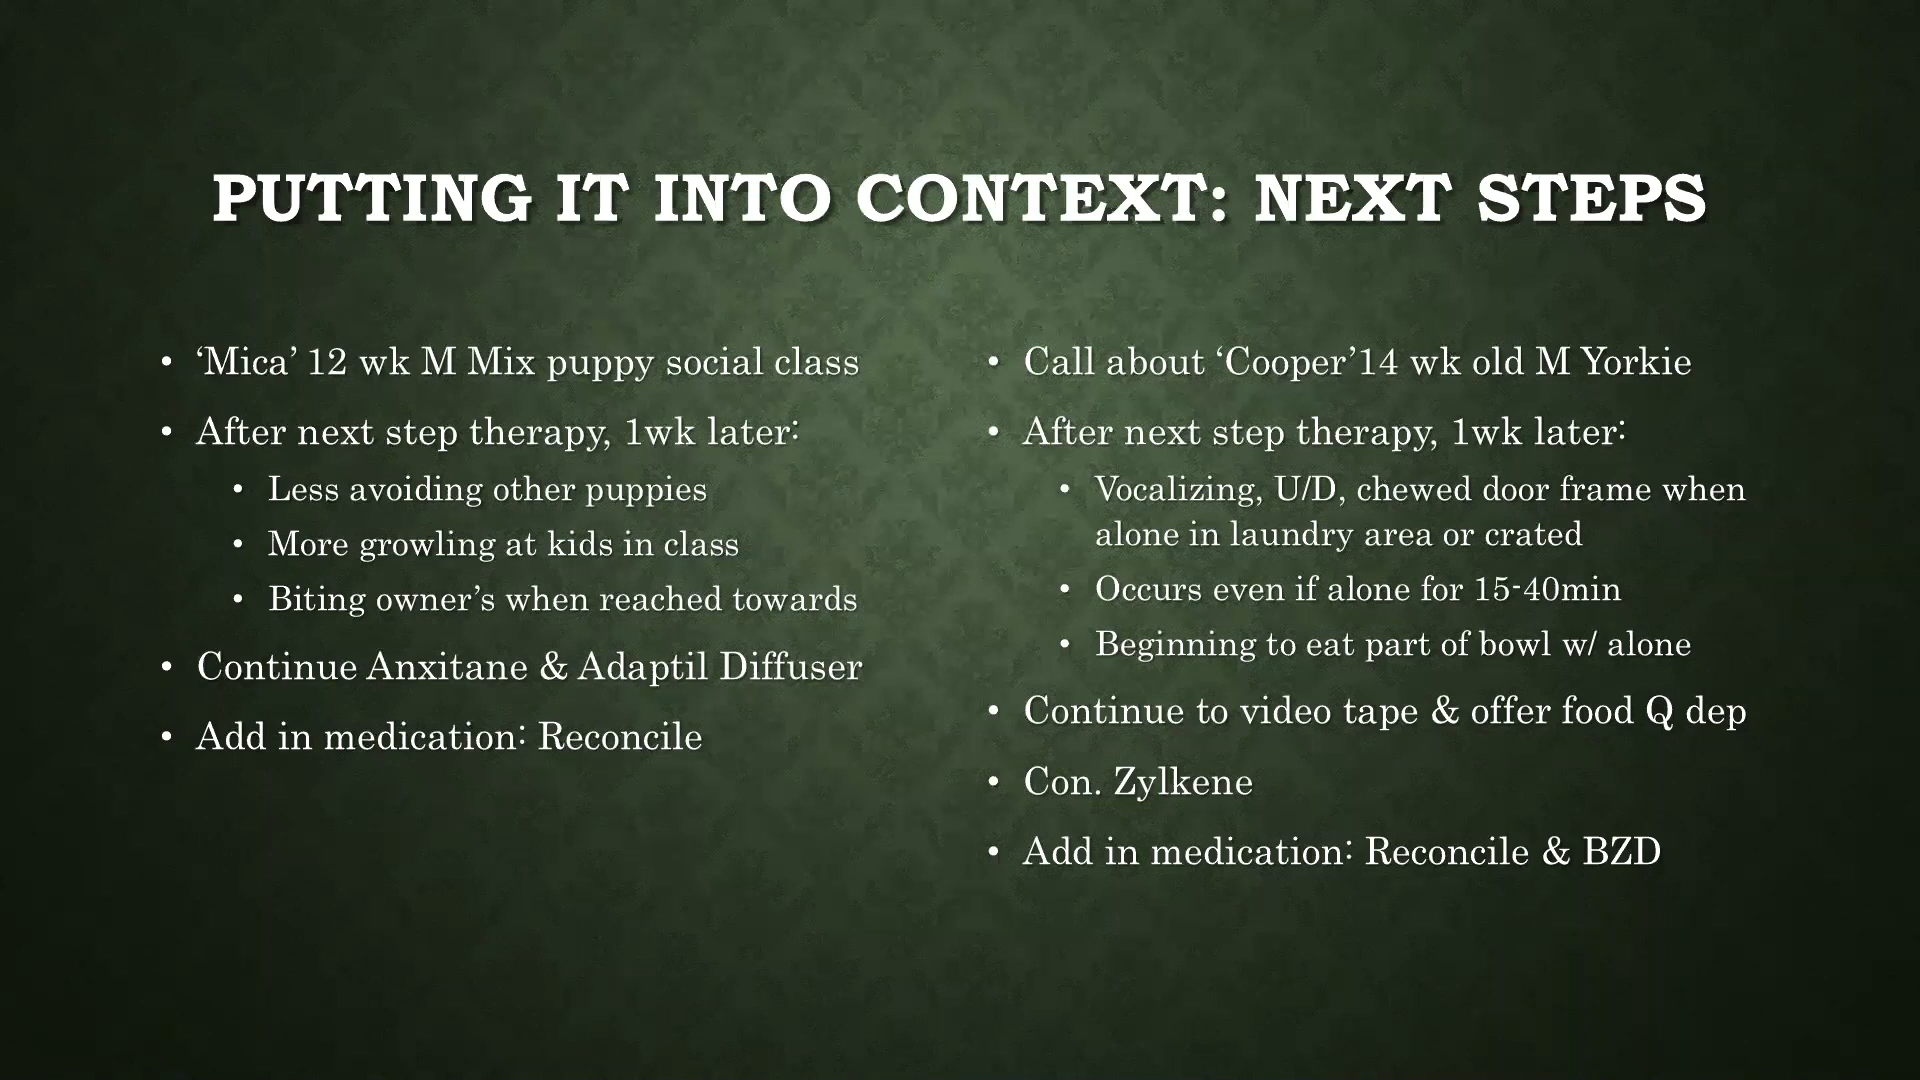 PUTTING IT INTO CONTEXT: NEXT STEPS
• ‘Mica’ 12 wk M Mix puppy social class
• After next step therapy, 1wk later:
• Less avoiding other puppies
• More growling at kids in class
• Biting owner’s when reached towards
• Continue Anxitane & Adaptil Diffuser
• Add in medication: Reconcile
• Call about ‘Cooper’14 wk old M Yorkie
• After next step therapy, 1wk later:
• Vocalizing, U/D, chewed door frame when
alone in laundry area or crated
• Occurs even if alone for 15-40min
• Beginning to eat part of bowl w/ alone
• Continue to video tape & offer food Q dep
• Con. Zylkene
• Add in medication: Reconcile & BZD